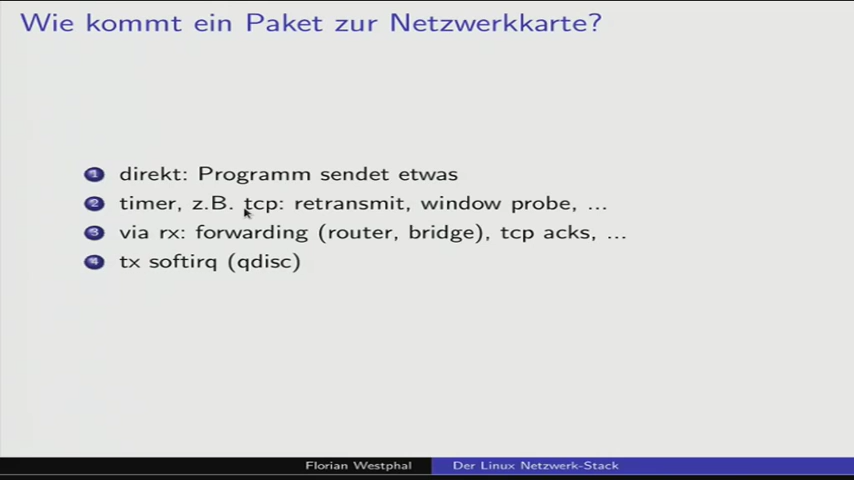 Wie kommt ein Paket zur Netzwerkkarte?
1 direkt: Programm sendet etwas
2 timer, z.B. tcp: retransmit, window probe, ...
3 via rx: forwarding (router, bridge), tcp acks, ...
4 tx softirq (qdisc)
Florian Westphal Der Linux Netzwerk-Stack